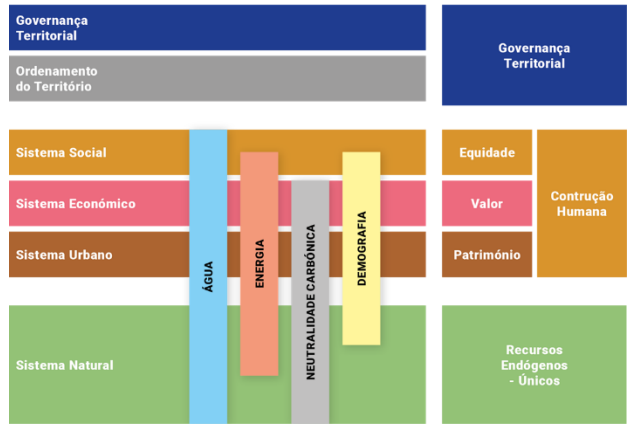 Governança
Territorial
Governança
Territorial
Ordenamento
do Território
Sistema Social
Equidade
Sistema Económico
Valor
Contrução
Humana
Sistema Urbano
Património
ÁGUA
ENERGIA
NEUTRALIDADE CARBÓNICA
DEMOGRAFIA
Sistema Natural
Recursos
Endógenos
- Únicos